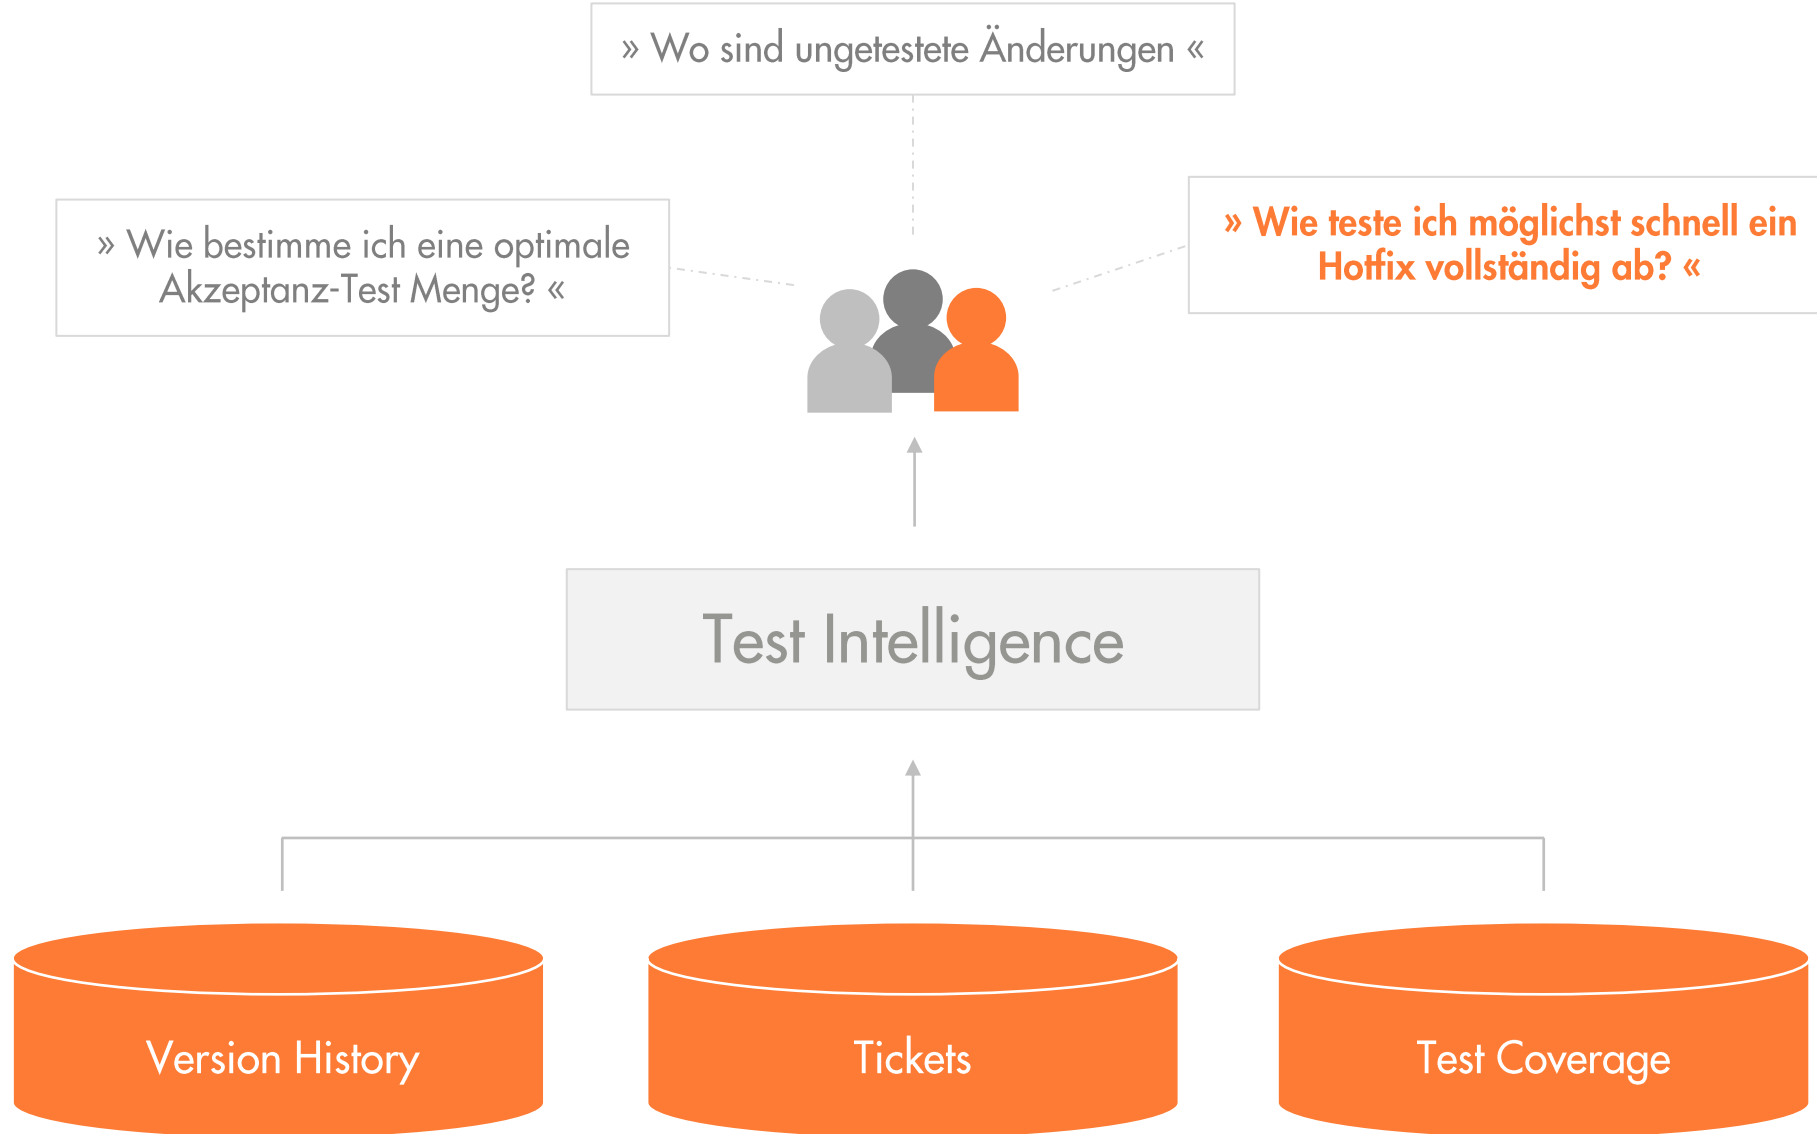 » Wo sind ungetestete Änderungen «
» Wie bestimme ich eine optimale
Akzeptanz-Test Menge? «
» Wie teste ich möglichst schnell ein
Hotfix vollständig ab? «
Test Intelligence
Version History
Tickets
Test Coverage